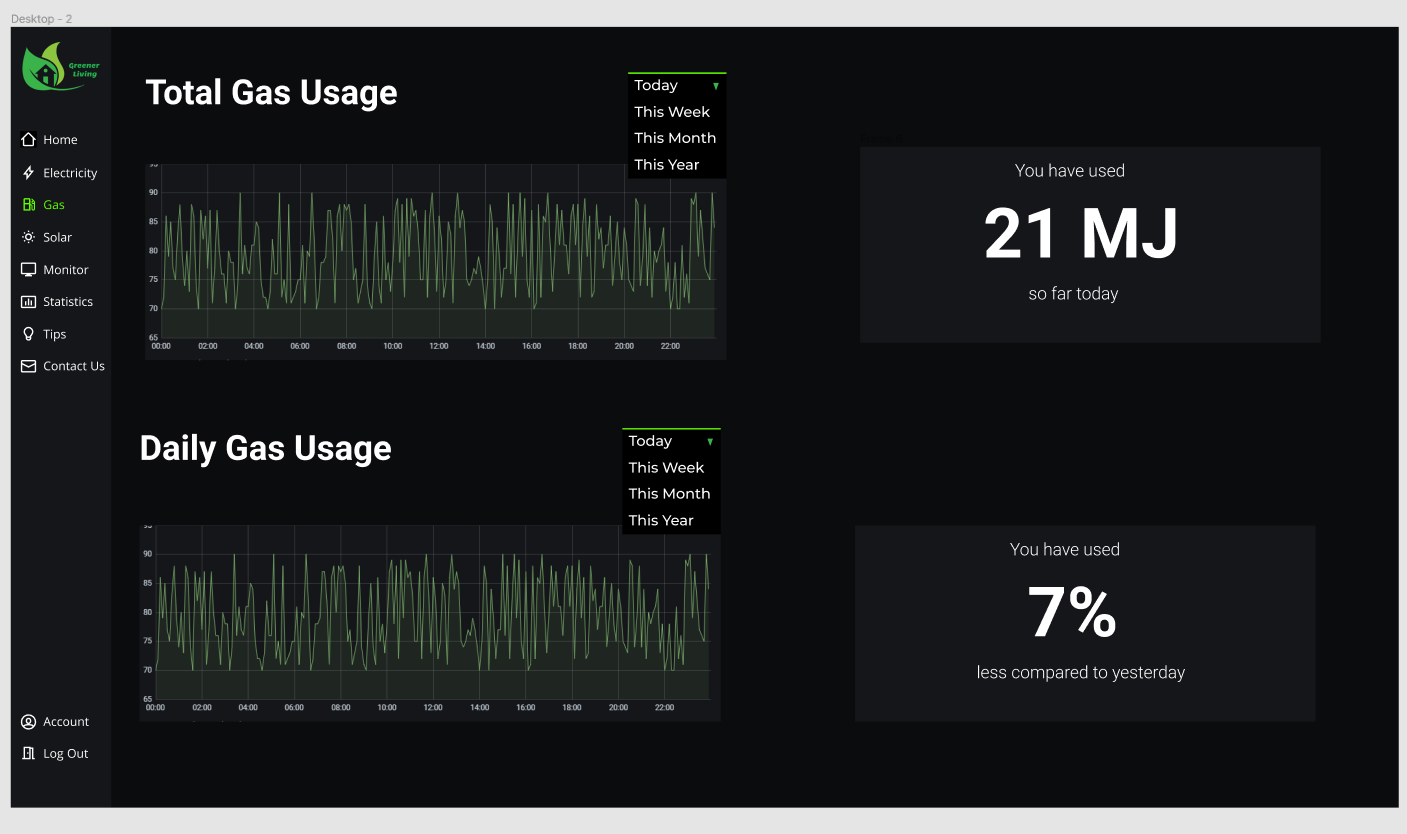 Desktop – 2
Greener
Living
Home
Electricity
Gas
Solar
Monitor
Statistics
Tips
Contact Us
Account
Log Out
Total Gas Usage
Today ▼
This Week
This Month
This Year
95
90
85
80
75
70
65
00:00 02:00 04:00 06:00 08:00 10:00 12:00 14:00 16:00 18:00 20:00 22:00
You have used
21 MJ
so far today
Daily Gas Usage
Today ▼
This Week
This Month
This Year
95
90
85
80
75
70
65
00:00 02:00 04:00 06:00 08:00 10:00 12:00 14:00 16:00 18:00 20:00 22:00
You have used
7%
less compared to yesterday